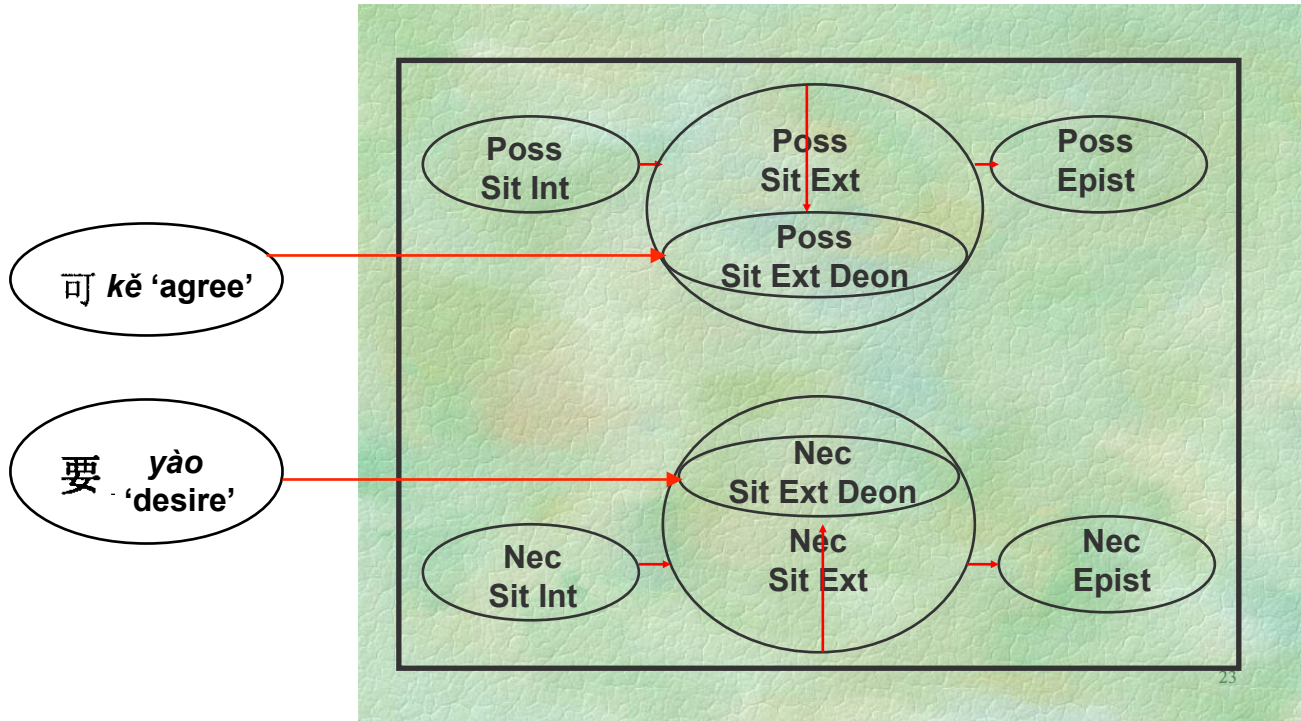 Poss
Sit Int
Poss
Sit Ext
Poss
Epist
Poss
Sit Ext Deon
可 kě ‘agree’
要 yào
‘desire’
Nec
Sit Ext Deon
Nec
Sit Int
Nec
Sit Ext
Nec
Epist
23